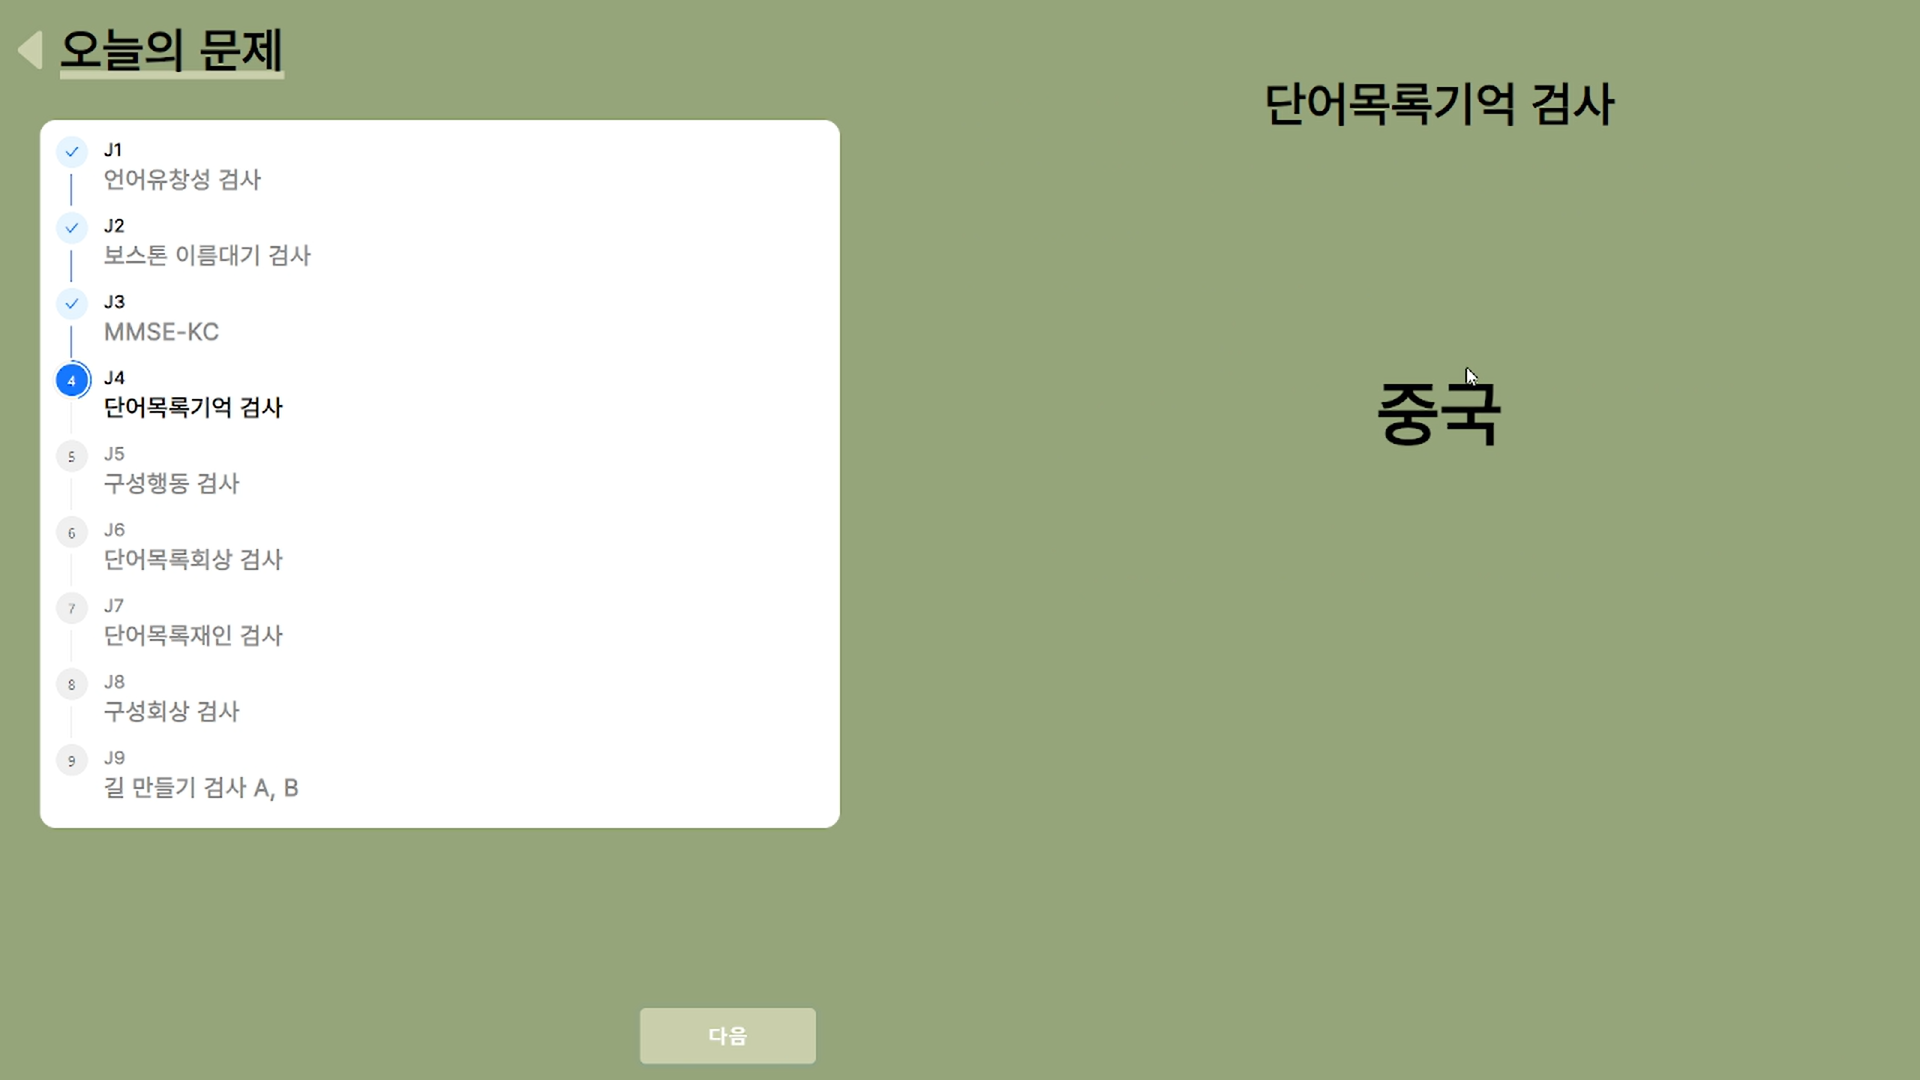 오늘의 문제
J1
언어유창성 검사
J2
보스톤 이름대기 검사
J3
MMSE-KC
4
J4
단어목록기억 검사
5
J5
구성행동 검사
6
J6
단어목록회상 검사
7
J7
단어목록재인 검사
8
J8
구성회상 검사
9
J9
길 만들기 검사 A, B
다음
단어목록기억 검사
중국